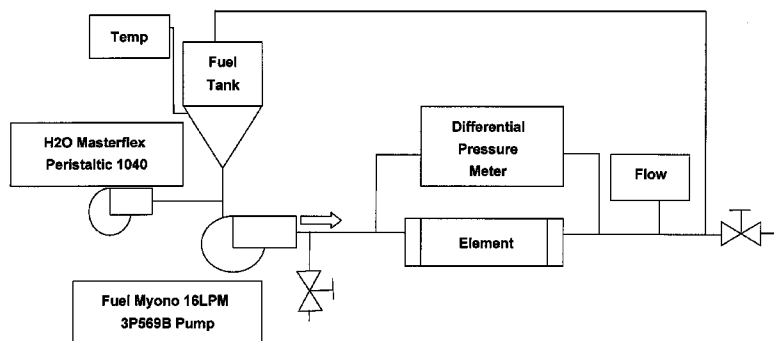 Temp
Fuel
Tank
H2O Masterflex
Peristaltic 1040
Differential
Pressure
Meter
Flow
Element
Fuel Myono 16LPM
3P569B Pump